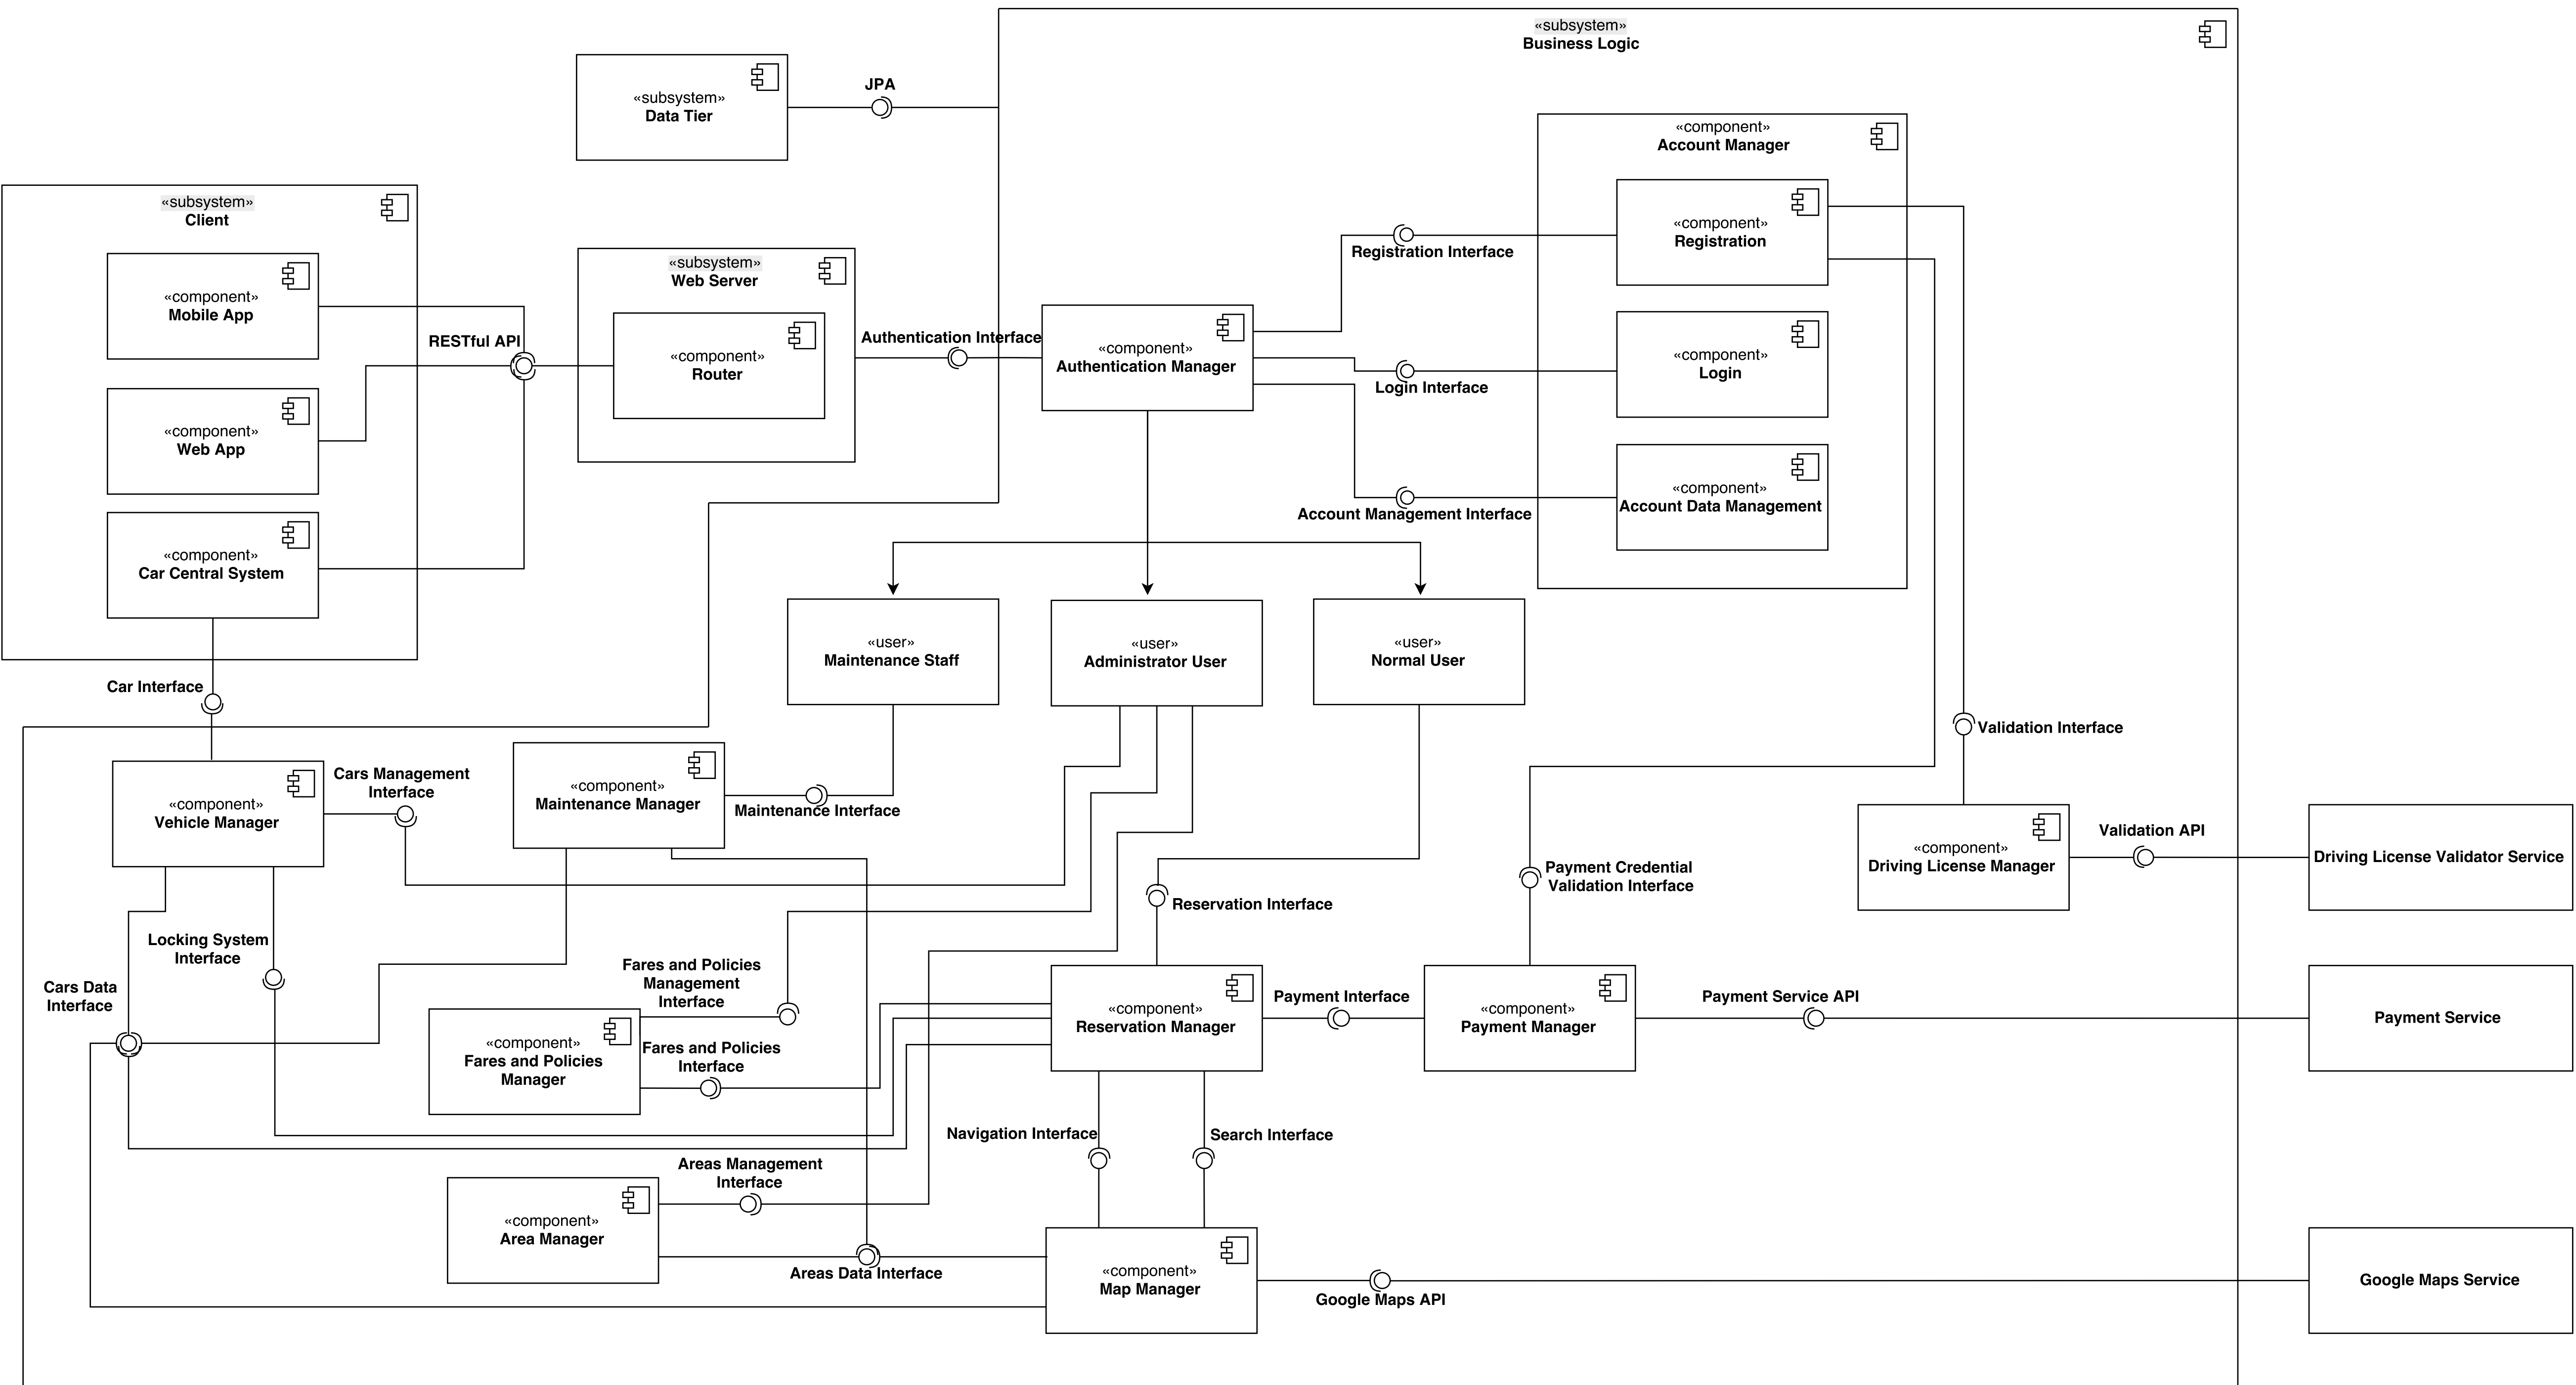 «subsystem»
Business Logic
«subsystem»
Data Tier
JPA
«component»
Account Manager
«component»
Registration
Registration Interface
«component»
Login
Login Interface
«component»
Account Data Management
Account Management Interface
«subsystem»
Client
«component»
Mobile App
«component»
Web App
«component»
Car Central System
RESTful API
«subsystem»
Web Server
«component»
Router
Authentication Interface
«component»
Authentication Manager
«user»
Maintenance Staff
«user»
Administrator User
«user»
Normal User
Car Interface
Validation Interface
«component»
Vehicle Manager
Cars Management
Interface
«component»
Maintenance Manager
Maintenance Interface
«component»
Driving License Manager
Validation API
Driving License Validator Service
Payment Credential
Validation Interface
Reservation Interface
Locking System
Interface
Cars Data
Interface
Fares and Policies
Management
Interface
«component»
Fares and Policies
Manager
Fares and Policies
Interface
«component»
Reservation Manager
Payment Interface
«component»
Payment Manager
Payment Service API
Payment Service
Navigation Interface
Search Interface
Areas Management
Interface
«component»
Area Manager
Areas Data Interface
«component»
Map Manager
Google Maps API
Google Maps Service